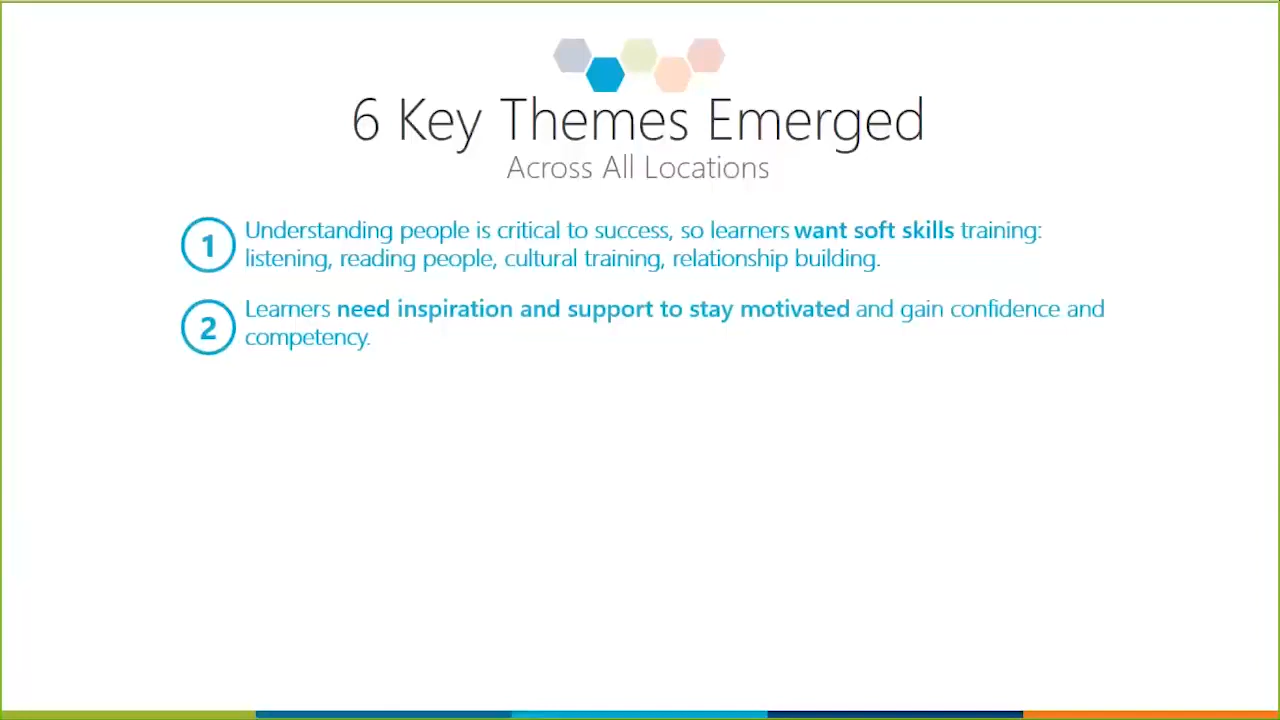 6 Key Themes Emerged
Across All Locations
1
Understanding people is critical to success, so learners want soft skills training:
listening, reading people, cultural training, relationship building.
2
Learners need inspiration and support to stay motivated and gain confidence and
competency.